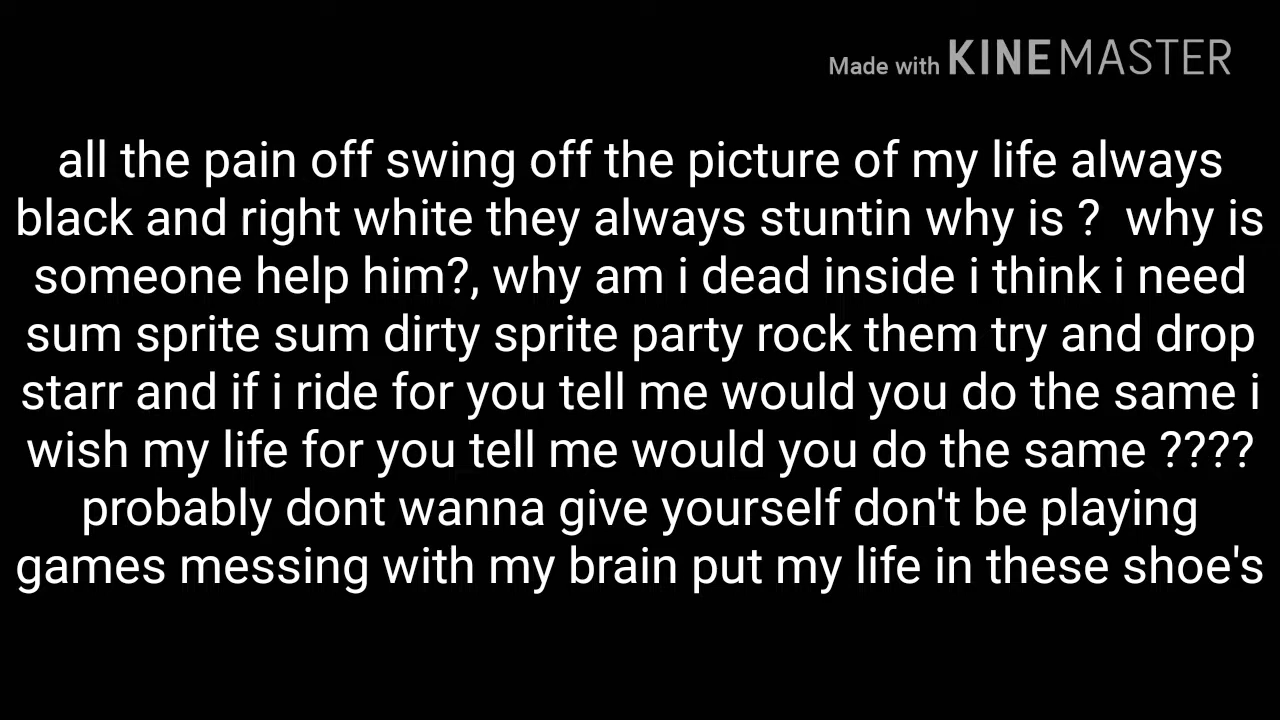 Made with KINEMASTER
all the pain off swing off the picture of my life always
black and right white they always stuntin why is ?  why is
someone help him?, why am i dead inside i think i need
sum sprite sum dirty sprite party rock them try and drop
starr and if i ride for you tell me would you do the same i
wish my life for you tell me would you do the same ????
probably dont wanna give yourself don't be playing
games messing with my brain put my life in these shoe's